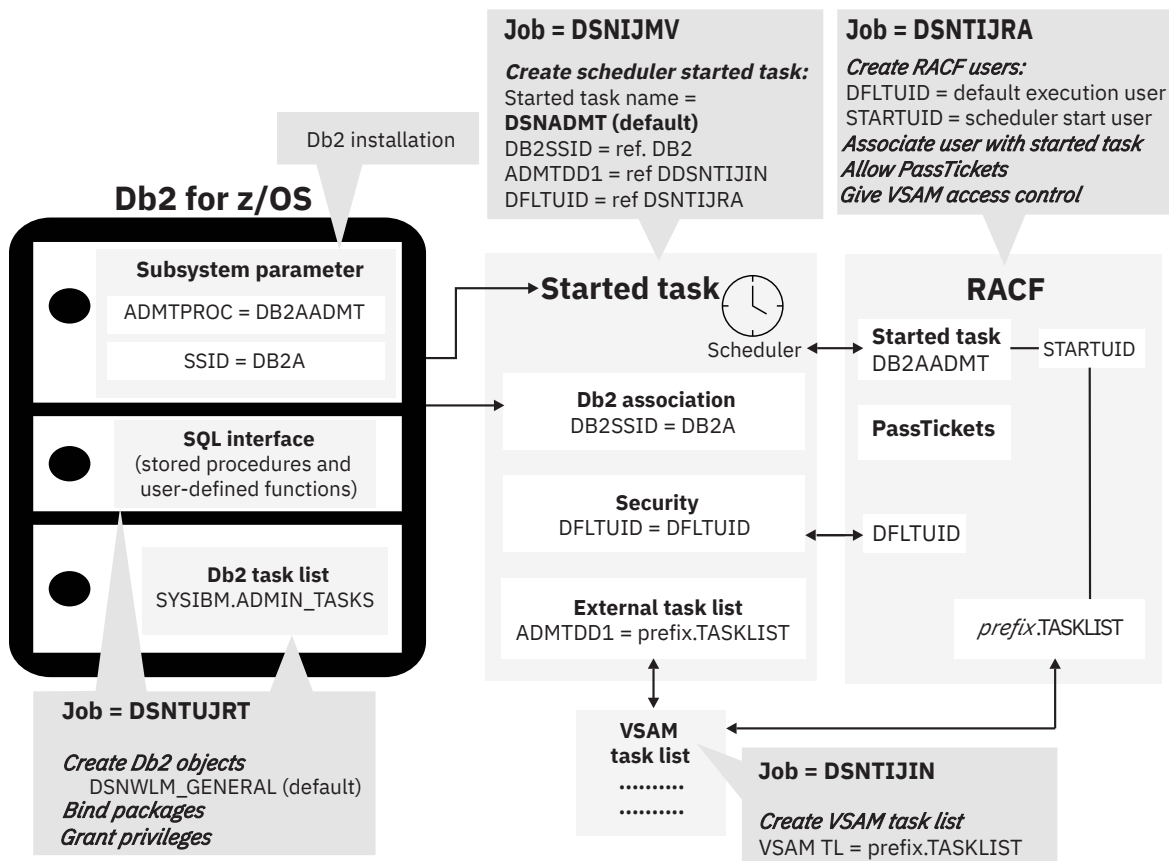 Job = DSNIJMV
Create scheduler started task:
Started task name =
DSNADMT (default)
DB2SSID = ref. DB2
ADMTDD1 = ref DDSNTIJIN
DFLTUID = ref DSNTIJRA
Job = DSNTIJRA
Create RACF users:
DFLTUID = default execution user
STARTUID = scheduler start user
Associate user with started task
Allow PassTickets
Give VSAM access control
Db2 installation
Db2 for z/OS
Subsystem parameter
ADMTPROC = DB2AADMT
SSID = DB2A
SQL interface
(stored procedures and
user-defined functions)
Db2 task list
SYSIBM.ADMIN_TASKS
Started task
Scheduler
Db2 association
DB2SSID = DB2A
Security
DFLTUID = DFLTUID
External task list
ADMTDD1 = prefix.TASKLIST
RACF
Started task
DB2AADMT
STARTUID
PassTickets
DFLTUID
prefix.TASKLIST
Job = DSNTUJRT
Create Db2 objects
DSNWLM_GENERAL (default)
Bind packages
Grant privileges
VSAM
task list
..........
..........
Job = DSNTIJIN
Create VSAM task list
VSAM TL = prefix.TASKLIST